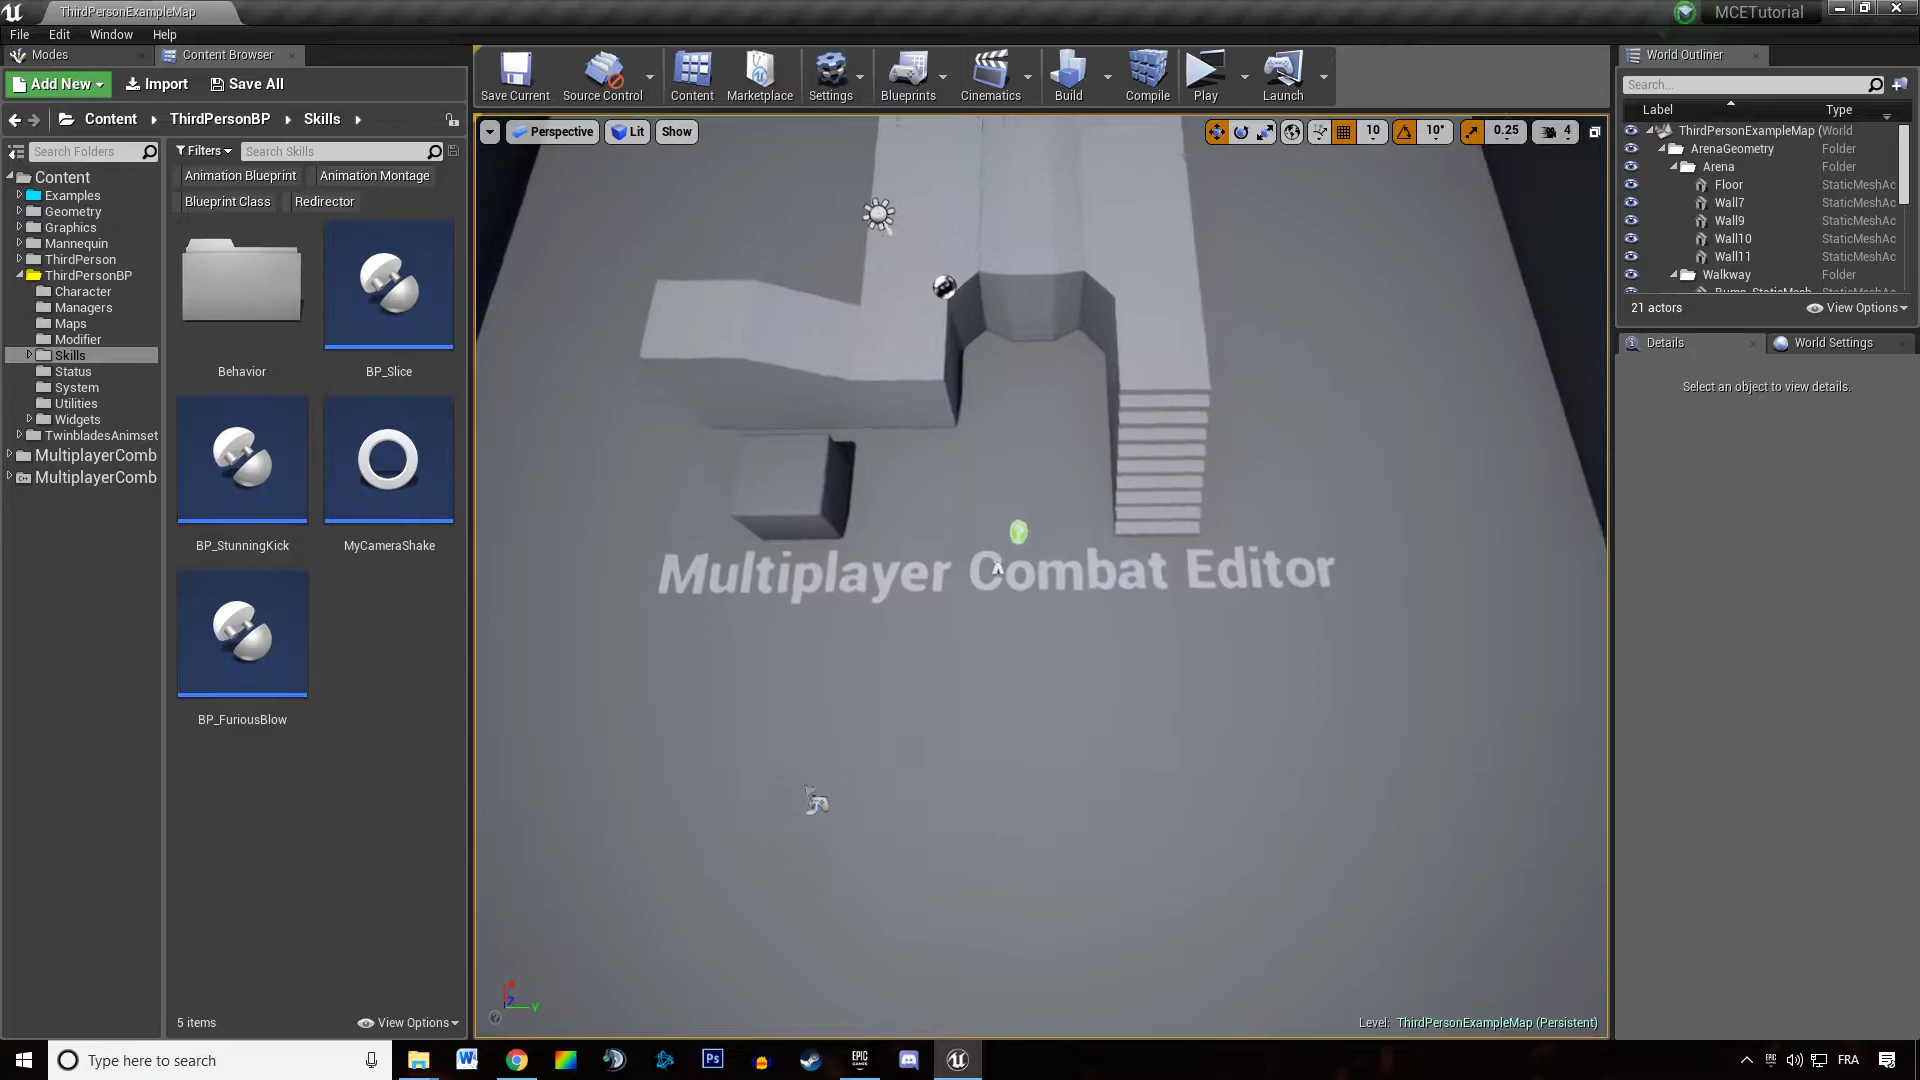 ThirdPersonExampleMap
MCETutorial
File Edit Window Help
Modes
Content Browser
Add New
Import
Save All
Content
ThirdPersonBP
Skills
Search Folders
Filters
Search Skills
Animation Blueprint
Animation Montage
Blueprint Class
Redirector
Content
Examples
Geometry
Graphics
Mannequin
ThirdPerson
ThirdPersonBP
Character
Managers
Maps
Modifier
Skills
Status
System
Utilities
Widgets
TwinbladesAnimset
MultiplayerComb
MultiplayerComb
Behavior
BP_Slice
BP_StunningKick
MyCameraShake
BP_FuriousBlow
5 items
View Options
Save Current
Source Control
Content
Marketplace
Settings
Blueprints
Cinematics
Build
Compile
Play
Launch
Perspective
Lit
Show
10
10°
0.25
4
Multiplayer Combat Editor
X
Z
Y
Level: ThirdPersonExampleMap (Persistent)
World Outliner
Search...
Label
Type
ThirdPersonExampleMap (World
ArenaGeometry Folder
Arena Folder
Floor StaticMeshAc
Wall7 StaticMeshAc
Wall9 StaticMeshAc
Wall10 StaticMeshAc
Wall11 StaticMeshAc
Walkway Folder
21 actors
View Options
Details
World Settings
Select an object to view details.
Type here to search
W
Ps
EPIC GAMES
FRA